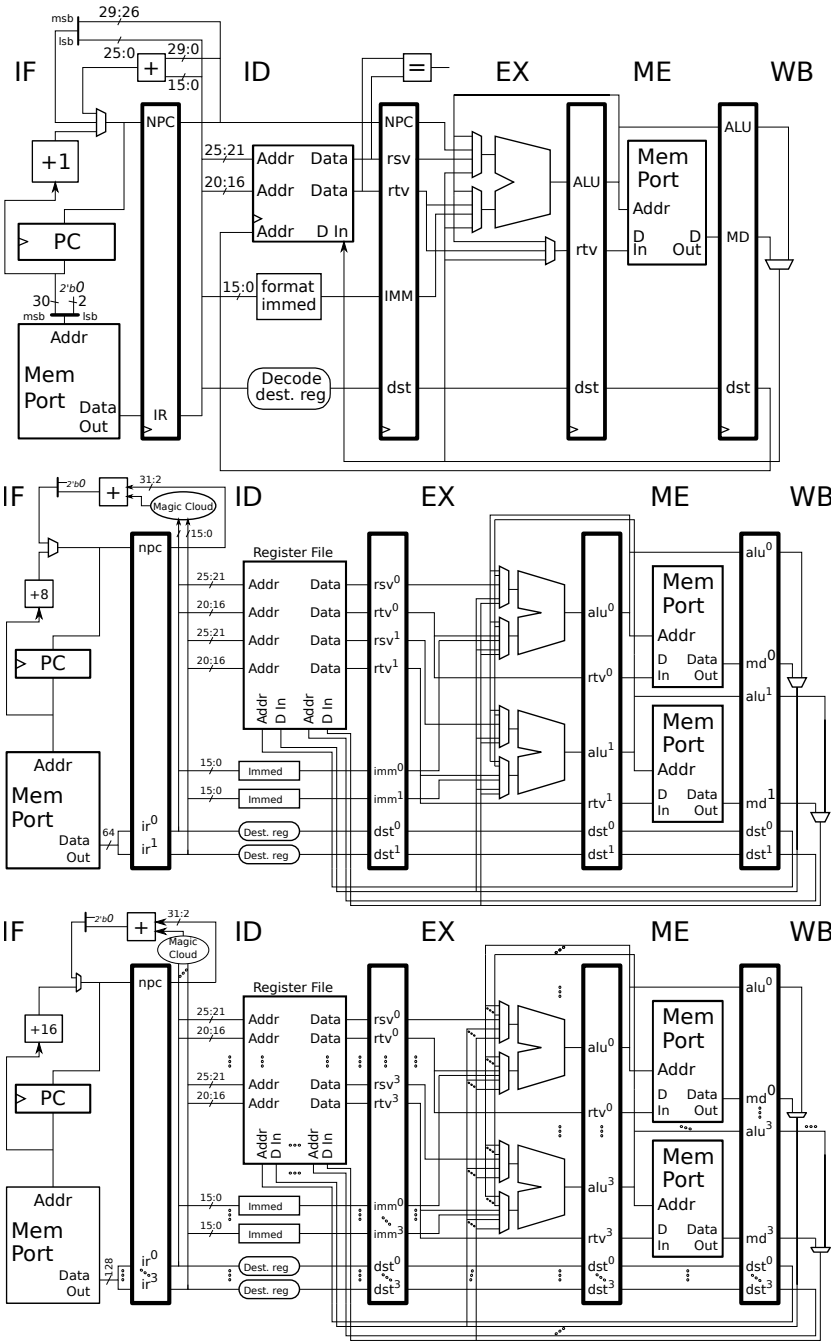 29:26
msb
lsb
25:0
29:0
15:0
IF
ID
EX
ME
WB
+
=
NPC
NPC
ALU
+1
25:21
Addr
Data
rsv
20:16
Addr
Data
rtv
ALU
Mem
Port
Addr
PC
Addr
D In
D
In
D
Out
rtv
MD
2'b0
30
2
msb
lsb
15:0
format
immed
IMM
Addr
Mem
Port
Data
Out
IR
Decode
dest. reg
dst
dst
dst
IF
ID
EX
ME
WB
2'b0
+
31:2
Magic Cloud
15:0
npc
Register File
alu0
+8
25:21
Addr
Data
rsv0
20:16
Addr
Data
rtv0
alu0
Mem
Port
Addr
25:21
Addr
Data
rsv1
20:16
Addr
Data
rtv1
PC
D
In
Data
Out
rtv0
md0
alu1
Addr
D In
Addr
D In
Mem
Port
Addr
alu1
Addr
Mem
Port
Data
Out
64
15:0
Immed
imm0
15:0
Immed
imm1
rtv1
D
In
Data
Out
md1
ir0
Dest. reg
dst0
dst0
dst0
ir1
Dest. reg
dst1
dst1
dst1
IF
ID
EX
ME
WB
2'b0
+
31:2
Magic
Cloud
npc
Register File
alu0
+16
25:21
Addr
Data
rsv0
20:16
Addr
Data
rtv0
alu0
Mem
Port
Addr
25:21
Addr
Data
rsv3
20:16
Addr
Data
rtv3
PC
D
In
Data
Out
rtv0
md0
alu3
Addr
D In
Addr
D In
Mem
Port
Addr
alu3
Addr
Mem
Port
Data
Out
128
15:0
Immed
imm0
15:0
Immed
imm3
rtv3
D
In
Data
Out
md3
ir0
Dest. reg
dst0
dst0
dst0
ir3
Dest. reg
dst3
dst3
dst3